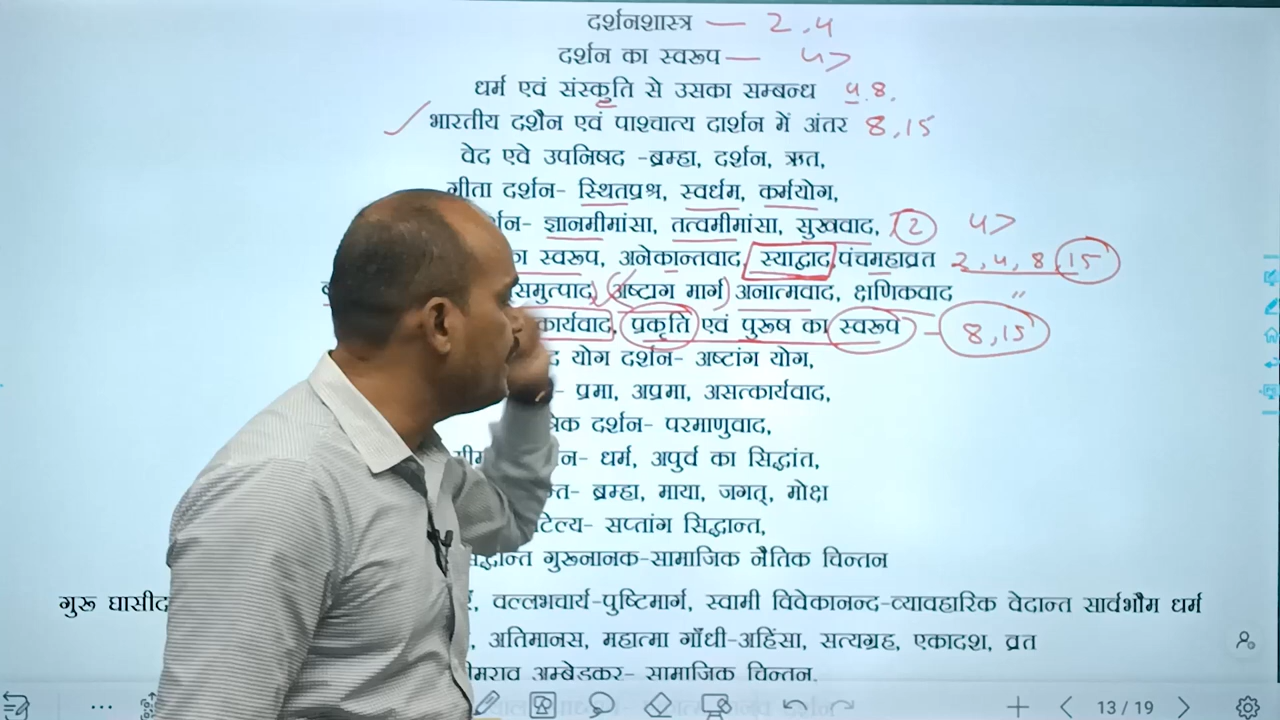 दर्शनशास्त्र — 2,4
दर्शन का स्वरूप — 4>
धर्म एवं संस्कृति से उसका सम्बन्ध 4.8.
भारतीय दर्शैन एवं पाश्चात्य दार्शन में अंतर 8,15
वेद एवे उपनिषद -ब्रम्हा, दर्शन, ऋत,
गीता दर्शन- स्थितप्रश्र, स्वर्धम, कर्मयोग,
र्शन- ज्ञानमीमांसा, तत्वमीमांसा, सुखवाद, 2 4>
स्वरूप, अनेकान्तवाद, स्याद्वाद,पंचमहाव्रत 2,4,8,15
समुत्पाद, अष्टाग मार्ग अनात्मवाद, क्षणिकवाद "
कार्यवाद, प्रकृति एवं पुरूष का स्वरूप - 8,15
योग दर्शन- अष्टांग योग,
- प्रमा, अप्रमा, असत्कार्यवाद,
दर्शन- परमाणुवाद,
न- धर्म, अपुर्व का सिद्धांत,
त- ब्रम्हा, माया, जगत्, मोक्ष
टेल्य- सप्तांग सिद्धान्त,
गुरूनानक-सामाजिक नैतिक चिन्तन
गुरू घासीद , वल्लभचार्य-पुष्टिमार्ग, स्वामी विवेकानन्द-व्यावहारिक वेदान्त सार्वभौम धर्म
, अतिमानस, महात्मा गाँधी-अहिंसा, सत्यग्रह, एकादश, व्रत
मराव अम्बेडकर- सामाजिक चिन्तन.
13 / 19